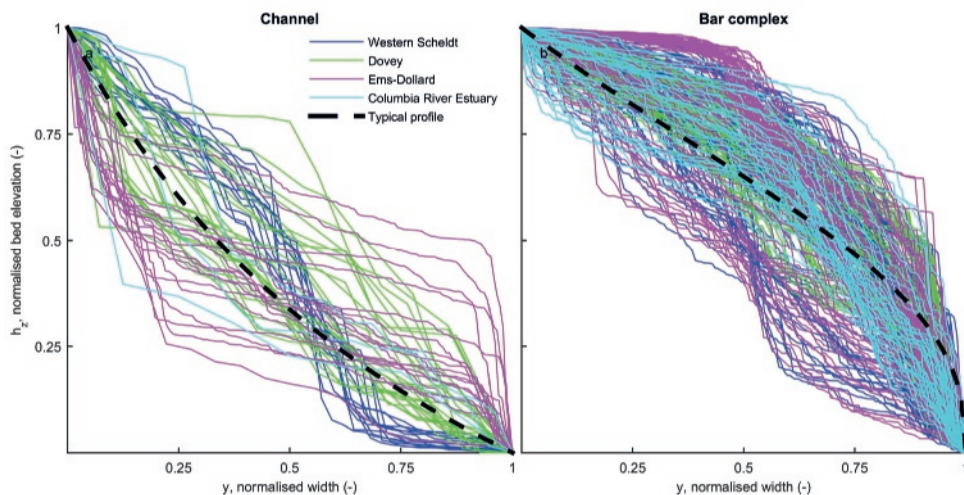 Channel
Bar complex
1
0.75
0.5
0.25
h_z, normalised bed elevation (-)
a
Western Scheldt
Dovey
Ems-Dollard
Columbia River Estuary
Typical profile
b
0.25 0.5 0.75 1
y, normalised width (-)
0.25 0.5 0.75 1
y, normalised width (-)